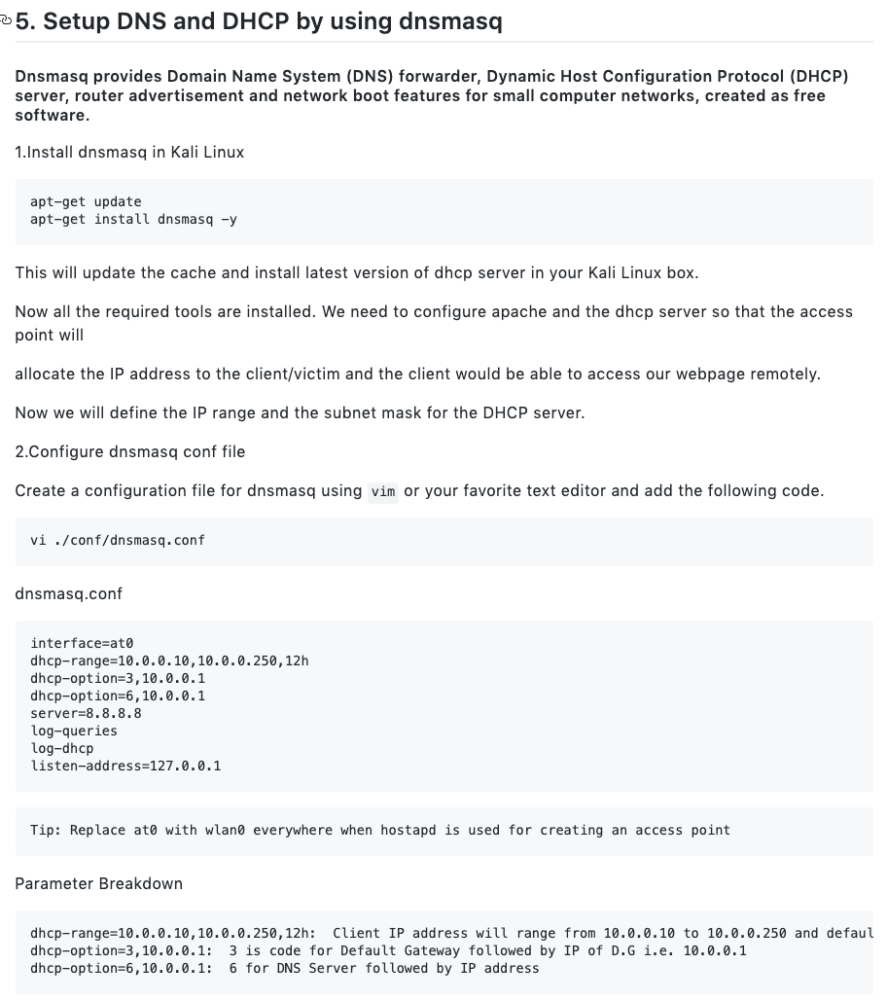 5. Setup DNS and DHCP by using dnsmasq
Dnsmasq provides Domain Name System (DNS) forwarder, Dynamic Host Configuration Protocol (DHCP)
server, router advertisement and network boot features for small computer networks, created as free
software.
1.Install dnsmasq in Kali Linux
apt-get update
apt-get install dnsmasq -y
This will update the cache and install latest version of dhcp server in your Kali Linux box.
Now all the required tools are installed. We need to configure apache and the dhcp server so that the access
point will
allocate the IP address to the client/victim and the client would be able to access our webpage remotely.
Now we will define the IP range and the subnet mask for the DHCP server.
2.Configure dnsmasq conf file
Create a configuration file for dnsmasq using vim or your favorite text editor and add the following code.
vi ./conf/dnsmasq.conf
dnsmasq.conf
interface=at0
dhcp-range=10.0.0.10,10.0.0.250,12h
dhcp-option=3,10.0.0.1
dhcp-option=6,10.0.0.1
server=8.8.8.8
log-queries
log-dhcp
listen-address=127.0.0.1
Tip: Replace at0 with wlan0 everywhere when hostapd is used for creating an access point
Parameter Breakdown
dhcp-range=10.0.0.10,10.0.0.250,12h:  Client IP address will range from 10.0.0.10 to 10.0.0.250 and defaul
dhcp-option=3,10.0.0.1:  3 is code for Default Gateway followed by IP of D.G i.e. 10.0.0.1
dhcp-option=6,10.0.0.1:  6 for DNS Server followed by IP address